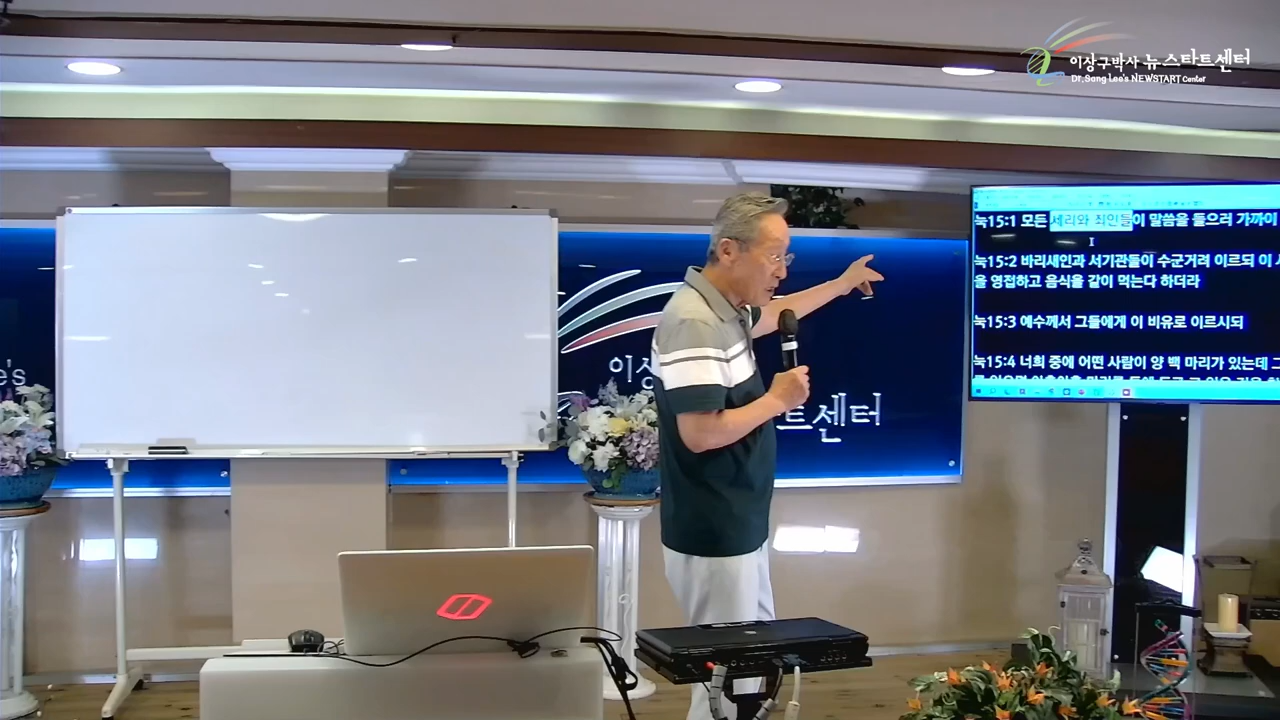 이상구박사 뉴스타트센터
Dr.Sang Lee's NEWSTART Center
눅15:1 모든 세리와 죄인들이 말씀을 들으러 가까이
눅15:2 바리새인과 서기관들이 수군거려 이르되 이
을 영접하고 음식을 같이 먹는다 하더라
눅15:3 예수께서 그들에게 이 비유로 이르시되
눅15:4 너희 중에 어떤 사람이 양 백 마리가 있는데 그
e's
이상
트센터